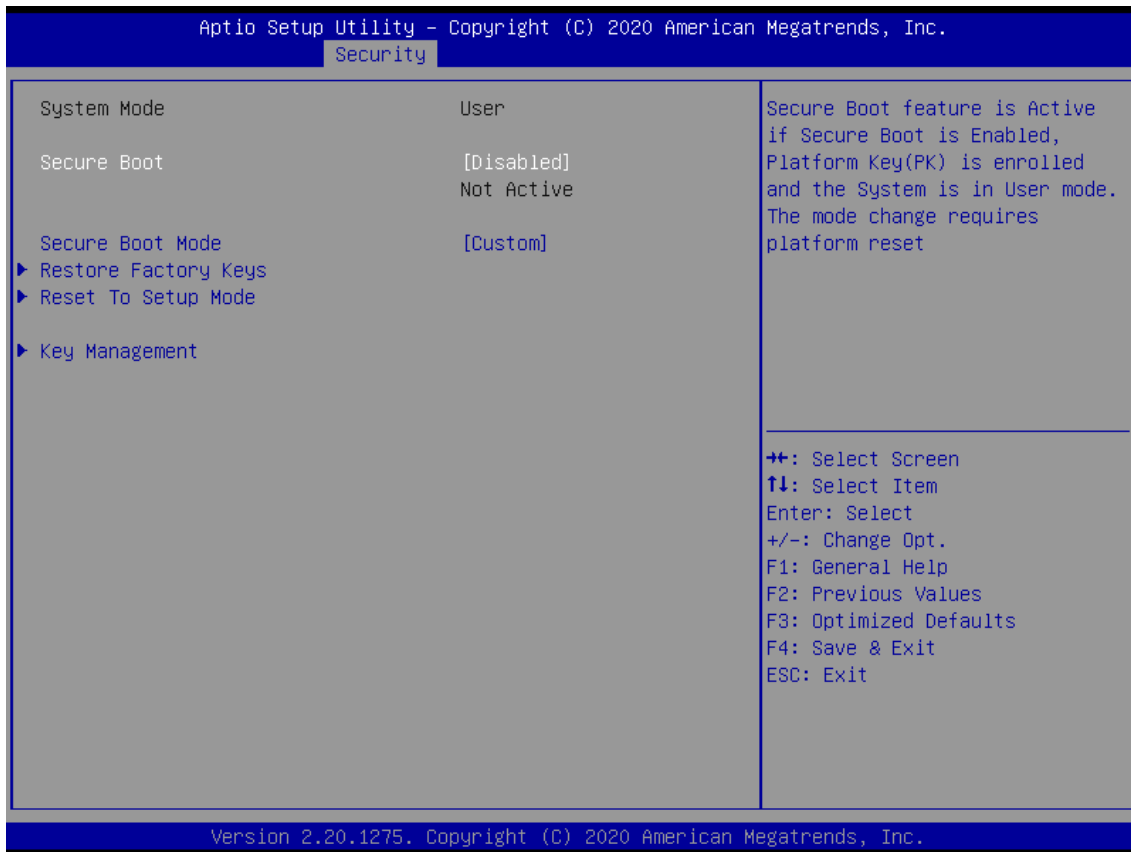 Aptio Setup Utility – Copyright (C) 2020 American Megatrends, Inc.
Security
System Mode User
Secure Boot [Disabled]
Not Active
Secure Boot Mode [Custom]
▶ Restore Factory Keys
▶ Reset To Setup Mode
▶ Key Management
Secure Boot feature is Active
if Secure Boot is Enabled,
Platform Key(PK) is enrolled
and the System is in User mode.
The mode change requires
platform reset
→←: Select Screen
↑↓: Select Item
Enter: Select
+/-: Change Opt.
F1: General Help
F2: Previous Values
F3: Optimized Defaults
F4: Save & Exit
ESC: Exit
Version 2.20.1275. Copyright (C) 2020 American Megatrends, Inc.